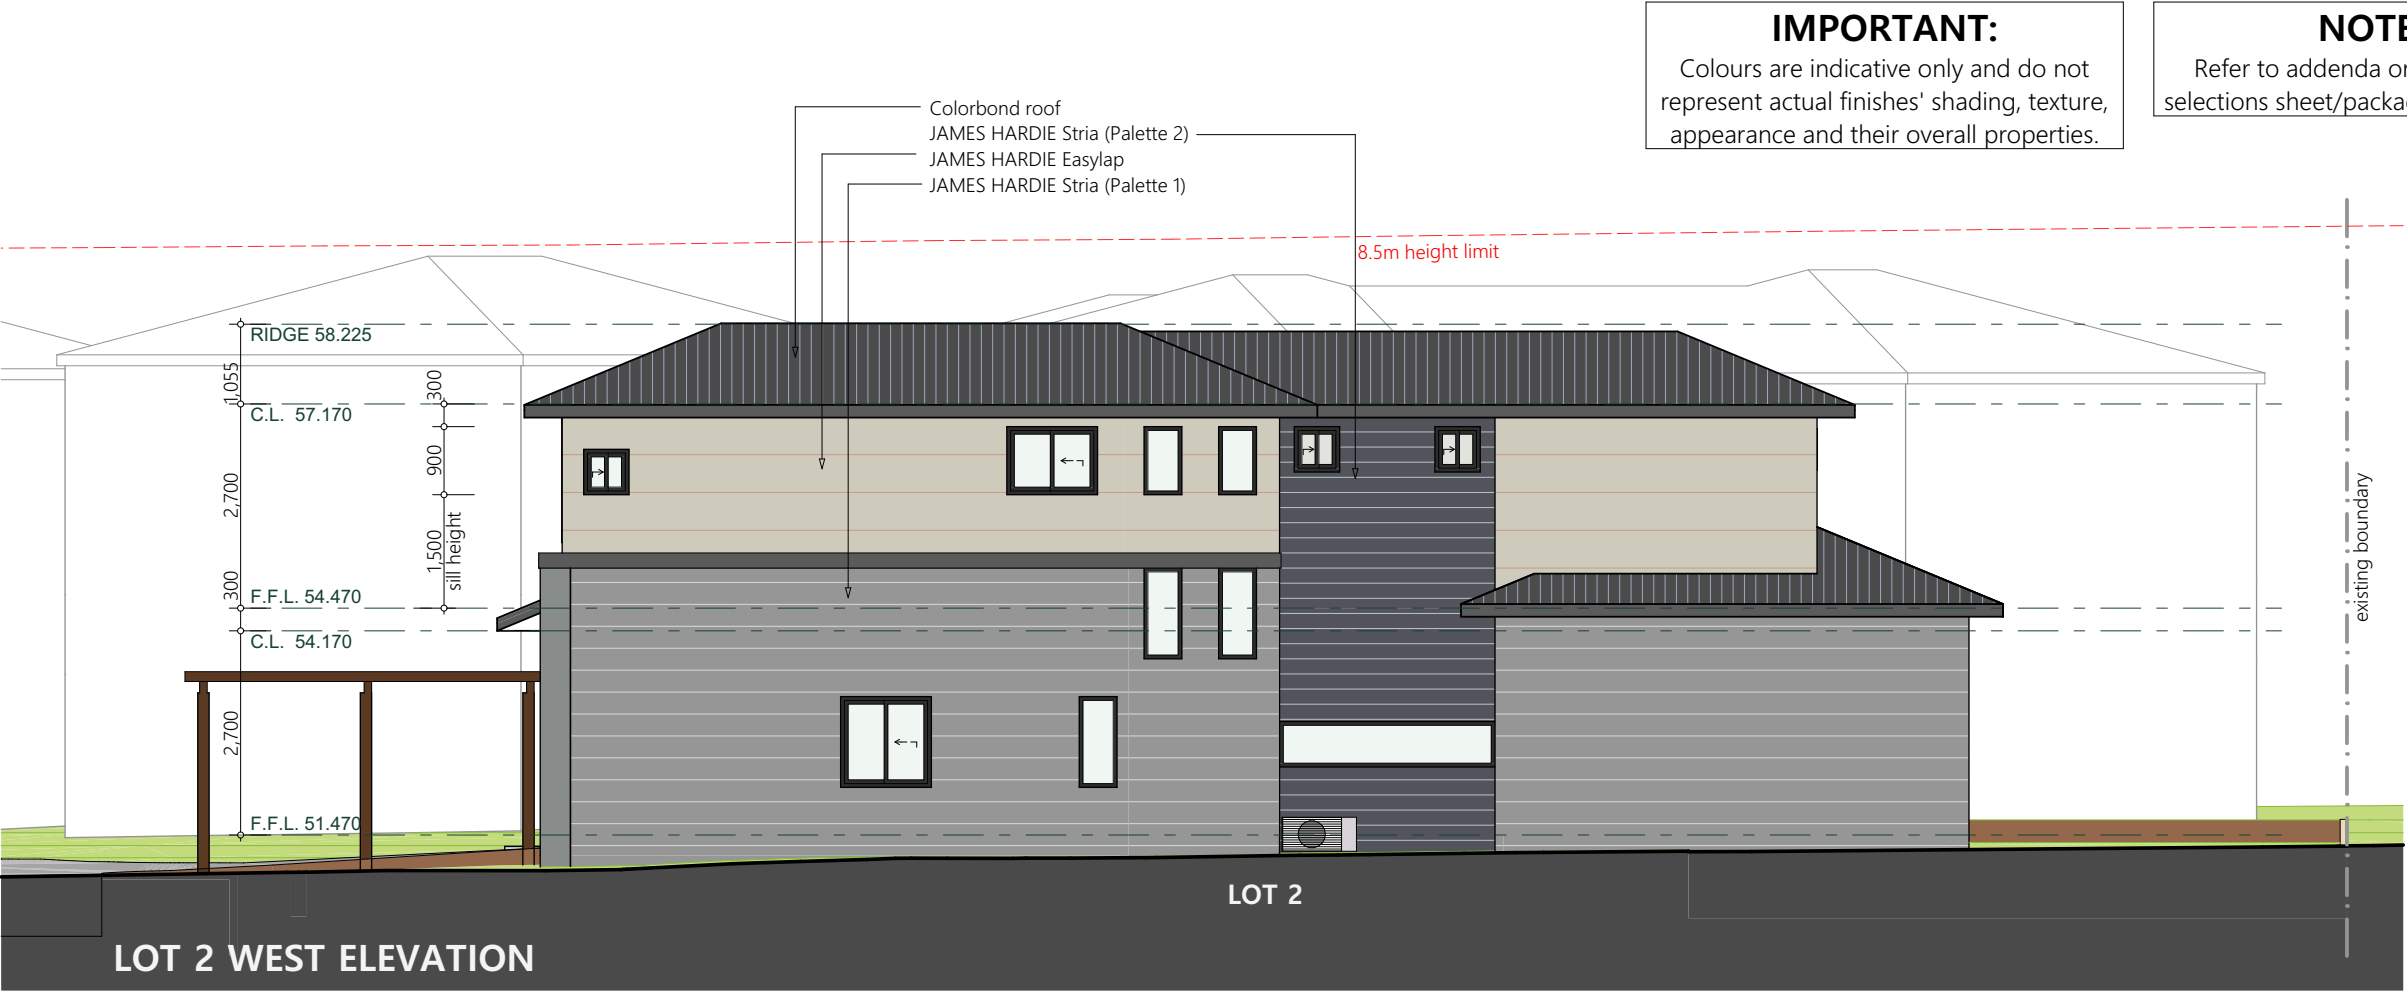 IMPORTANT:
Colours are indicative only and do not
represent actual finishes' shading, texture,
appearance and their overall properties.
NOTE
Refer to addenda or
selections sheet/packa
Colorbond roof
JAMES HARDIE Stria (Palette 2)
JAMES HARDIE Easylap
JAMES HARDIE Stria (Palette 1)
8.5m height limit
RIDGE 58.225
1,055
300
C.L. 57.170
900
2,700
1,500
sill height
existing boundary
300
F.F.L. 54.470
C.L. 54.170
2,700
F.F.L. 51.470
LOT 2
LOT 2 WEST ELEVATION